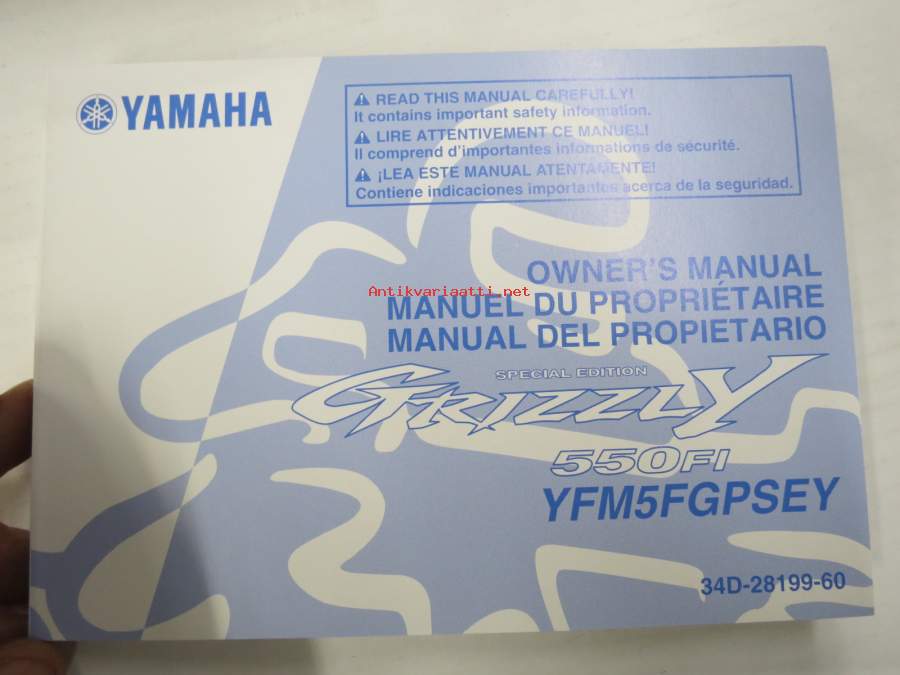 YAMAHA
⚠ READ THIS MANUAL CAREFULLY!
It contains important safety information.
⚠ LIRE ATTENTIVEMENT CE MANUEL!
Il comprend d'importantes informations de sécurité.
⚠ ¡LEA ESTE MANUAL ATENTAMENTE!
Contiene indicaciones importantes acerca de la seguridad.
OWNER'S MANUAL
Antikvariaatti.net
MANUEL DU PROPRIÉTAIRE
MANUAL DEL PROPIETARIO
SPECIAL EDITION
GRIZZLY
550FI
YFM5FGPSEY
34D-28199-60